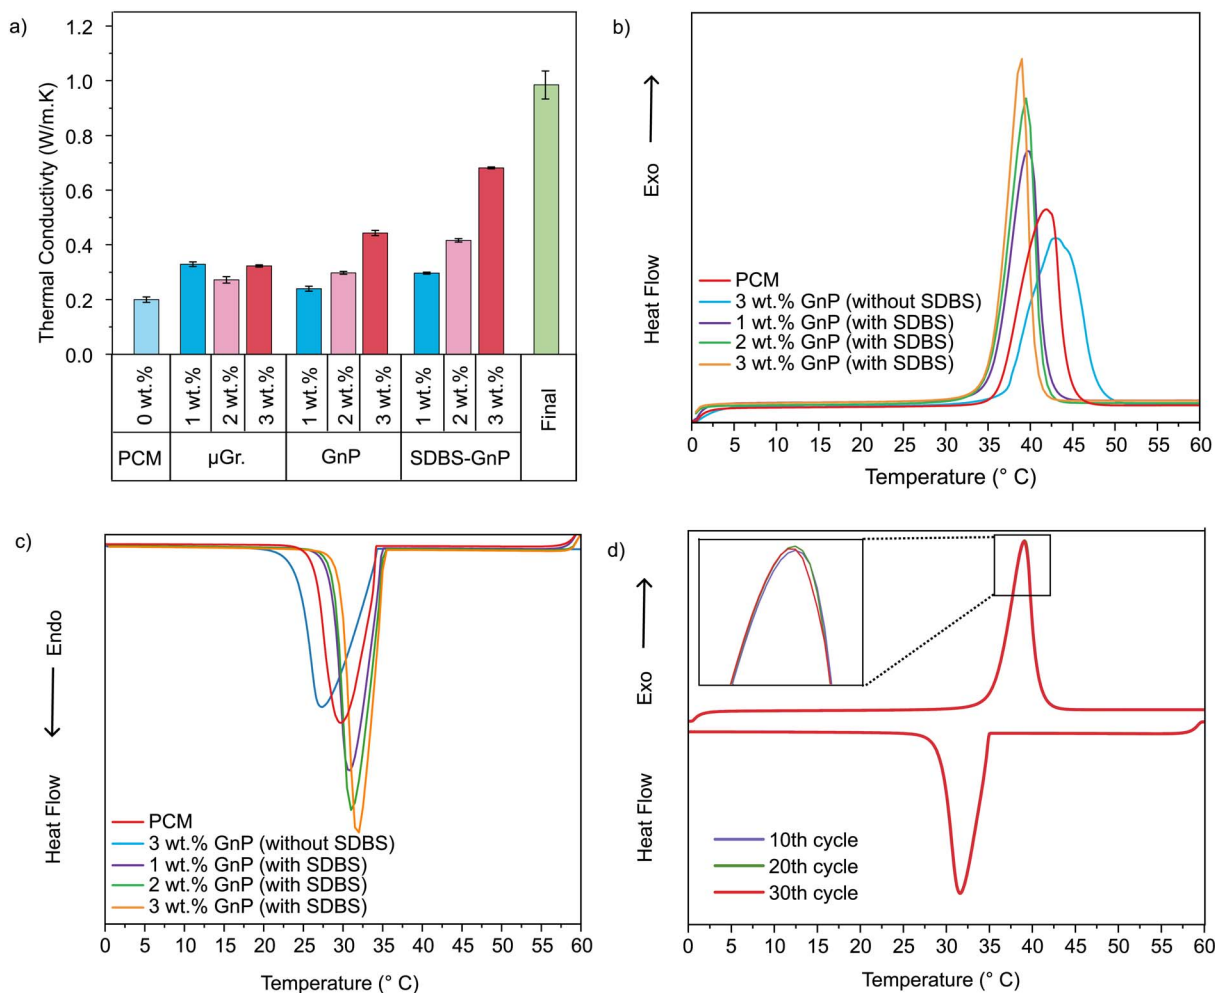 a)
1.2
1.0
0.8
0.6
0.4
0.2
0.0
Thermal Conductivty (W/m.K)
0 wt.%
1 wt.%
2 wt.%
3 wt.%
1 wt.%
2 wt.%
3 wt.%
1 wt.%
2 wt.%
3 wt.%
Final
PCM
µGr.
GnP
SDBS-GnP
b)
Heat Flow
Exo
PCM
3 wt.% GnP (without SDBS)
1 wt.% GnP (with SDBS)
2 wt.% GnP (with SDBS)
3 wt.% GnP (with SDBS)
0 5 10 15 20 25 30 35 40 45 50 55 60
Temperature (° C)
c)
Heat Flow
Endo
PCM
3 wt.% GnP (without SDBS)
1 wt.% GnP (with SDBS)
2 wt.% GnP (with SDBS)
3 wt.% GnP (with SDBS)
0 5 10 15 20 25 30 35 40 45 50 55 60
Temperature (° C)
d)
Heat Flow
Exo
10th cycle
20th cycle
30th cycle
0 5 10 15 20 25 30 35 40 45 50 55 60
Temperature (° C)